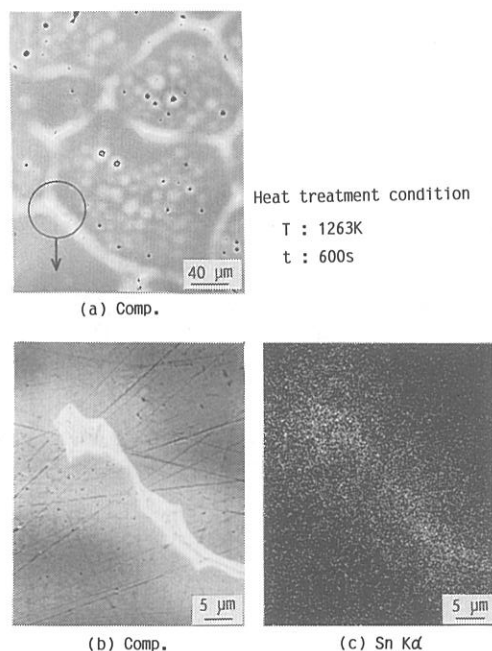 40 μm
(a) Comp.
Heat treatment condition
T : 1263K
t : 600s
5 μm
(b) Comp.
5 μm
(c) Sn Kα